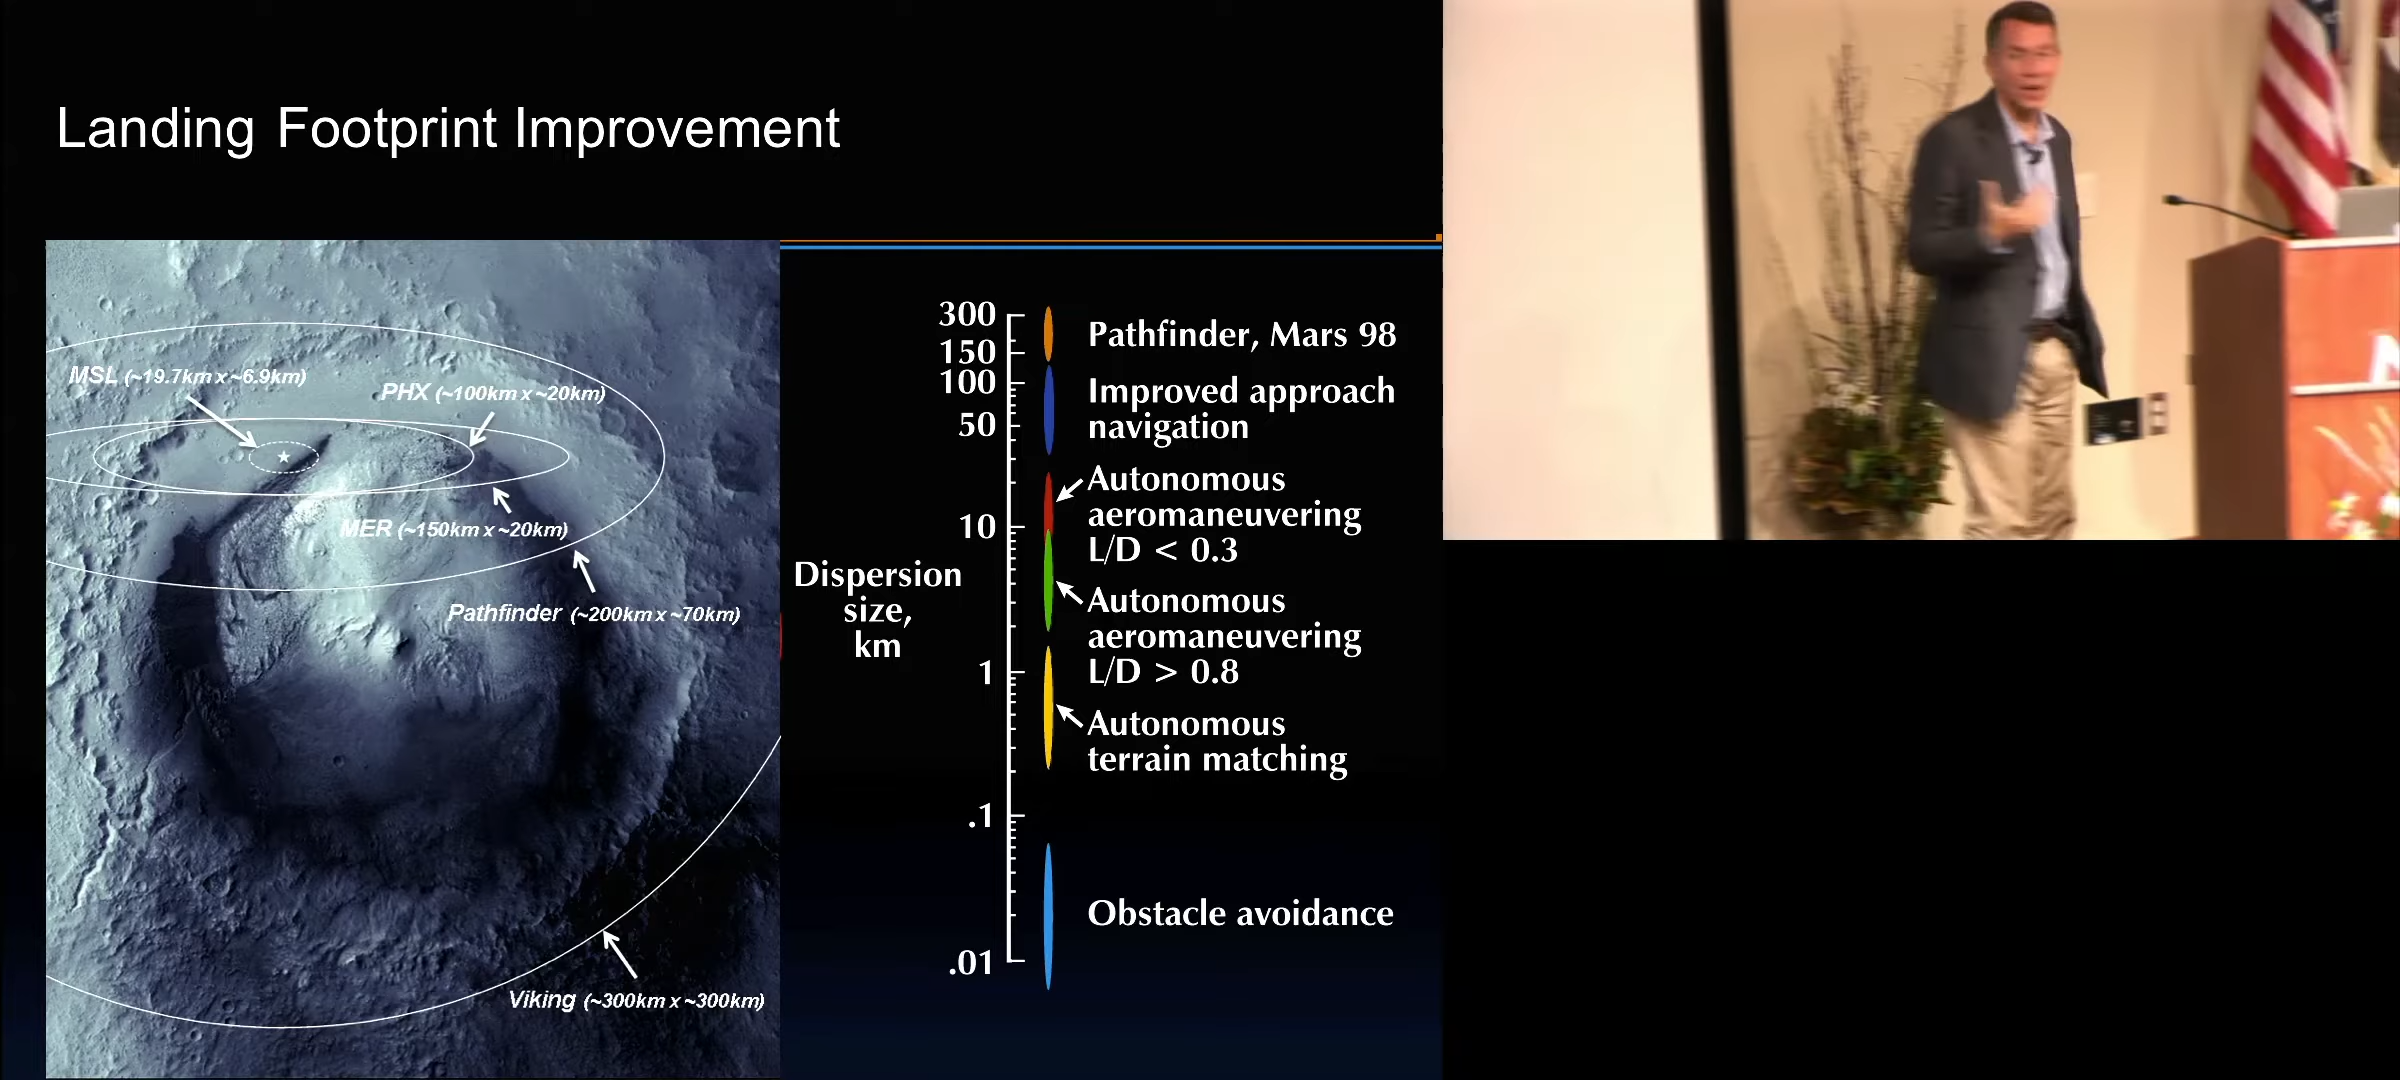 Landing Footprint Improvement
MSL (~19.7km x ~6.9km)
PHX (~100km x ~20km)
MER (~150km x ~20km)
Pathfinder (~200km x ~70km)
Viking (~300km x ~300km)
Dispersion
size,
km
300
150
100
50
10
1
.1
.01
Pathfinder, Mars 98
Improved approach
navigation
Autonomous
aeromaneuvering
L/D < 0.3
Autonomous
aeromaneuvering
L/D > 0.8
Autonomous
terrain matching
Obstacle avoidance